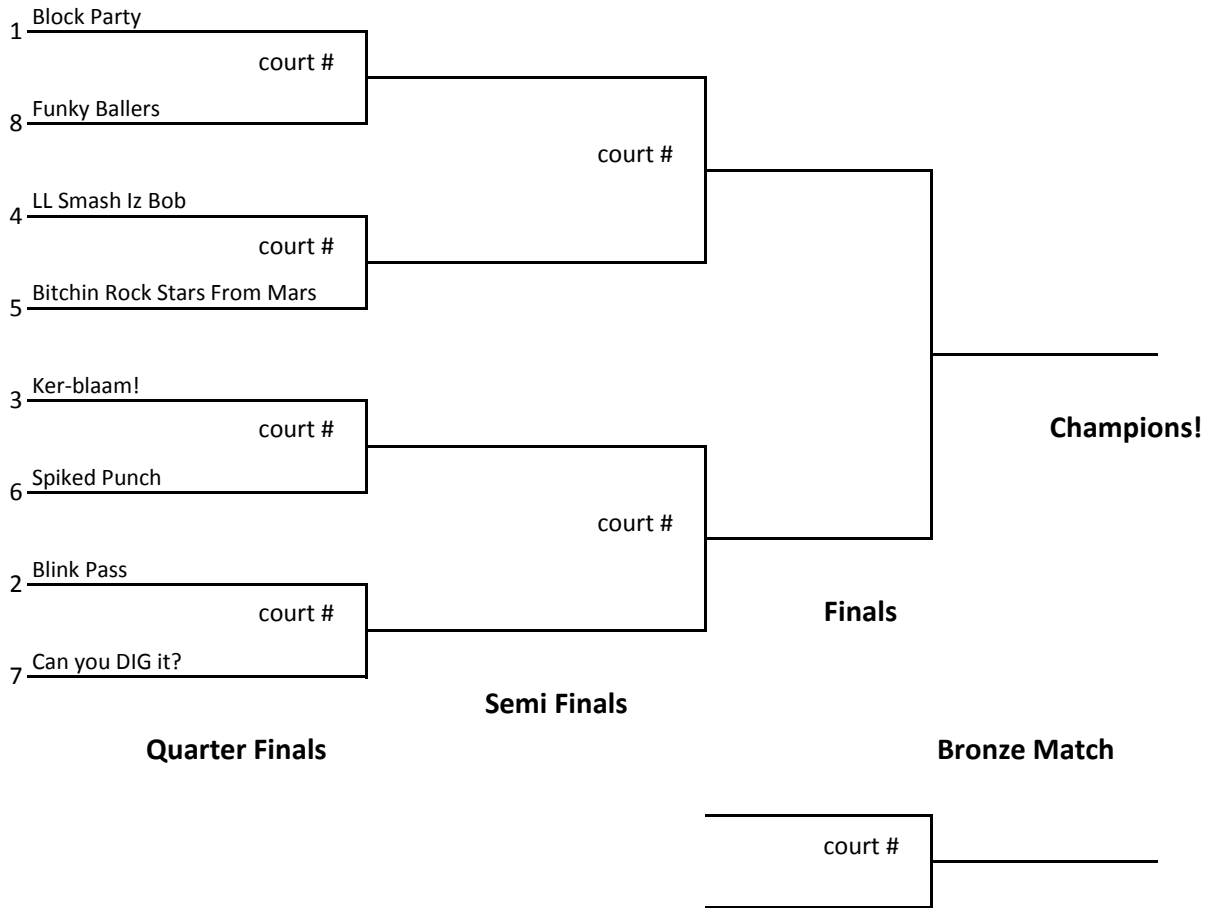 Block Party
1
court #
Funky Ballers
8
court #
LL Smash Iz Bob
4
court #
Bitchin Rock Stars From Mars
5
Ker-blaam!
3
court #
Champions!
Spiked Punch
6
court #
Blink Pass
2
court #
Finals
Can you DIG it?
7
Semi Finals
Quarter Finals
Bronze Match
court #